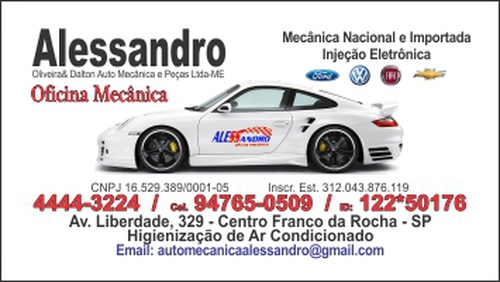 Alessandro
Oliveira& Dalton Auto Mecânica e Peças Ltda-ME
Oficina Mecânica
Mecânica Nacional e Importada
Injeção Eletrônica
Ford
FIAT
ALESSANDRO
CNPJ 16.529.389/0001-05 Inscr. Est. 312.043.876.119
4444-3224 / Cel. 94765-0509 / ID: 122*50176
Av. Liberdade, 329 - Centro Franco da Rocha - SP
Higienização de Ar Condicionado
Email: automecanicaalessandro@gmail.com